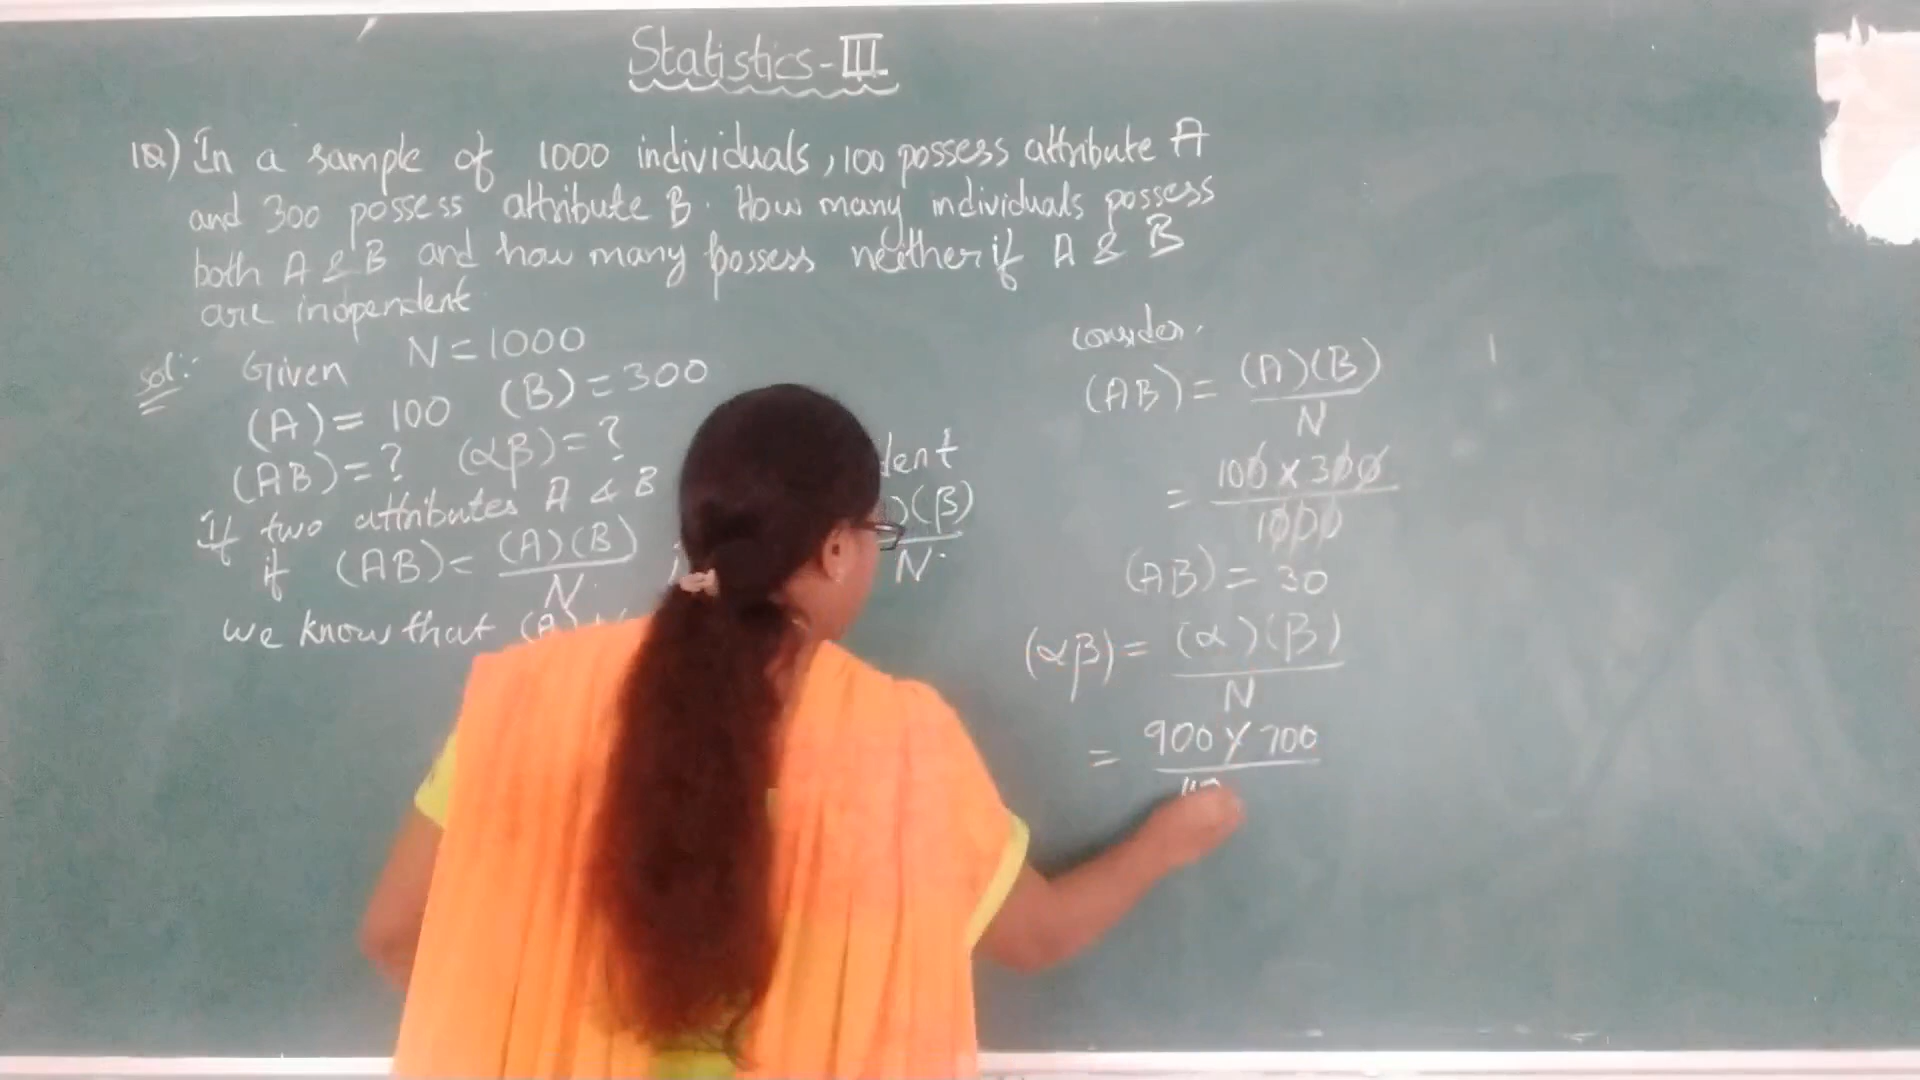 Statistics-III
1Q) In a sample of 1000 individuals, 100 possess attribute A
and 300 possess attribute B. How many individuals possess
both A & B and how many possess neither if A & B
are indpendent
Sol:- Given N = 1000
(A) = 100 (B) = 300
(AB) = ? (αβ) = ?
If two attributes A & B dent
if (AB) = (A)(B) )(β)
N N.
we know that (A)
consider.
(AB) = (A)(B)
N
= 100 x 300
1000
(AB) = 30
(αβ) = (α)(β)
N
= 900 x 700